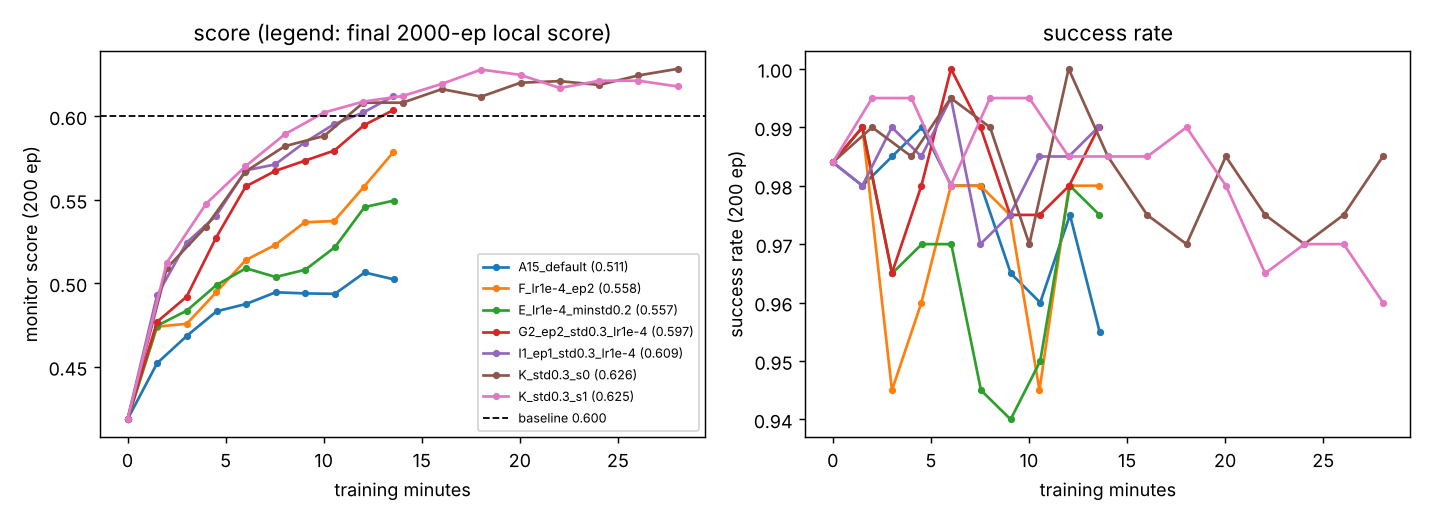 score (legend: final 2000-ep local score)
monitor score (200 ep)
0.60
0.55
0.50
0.45
0
5
10
15
20
25
training minutes
A15_default (0.511)
F_lr1e-4_ep2 (0.558)
E_lr1e-4_minstd0.2 (0.557)
G2_ep2_std0.3_lr1e-4 (0.597)
I1_ep1_std0.3_lr1e-4 (0.609)
K_std0.3_s0 (0.626)
K_std0.3_s1 (0.625)
baseline 0.600
success rate
success rate (200 ep)
1.00
0.99
0.98
0.97
0.96
0.95
0.94
0
5
10
15
20
25
training minutes